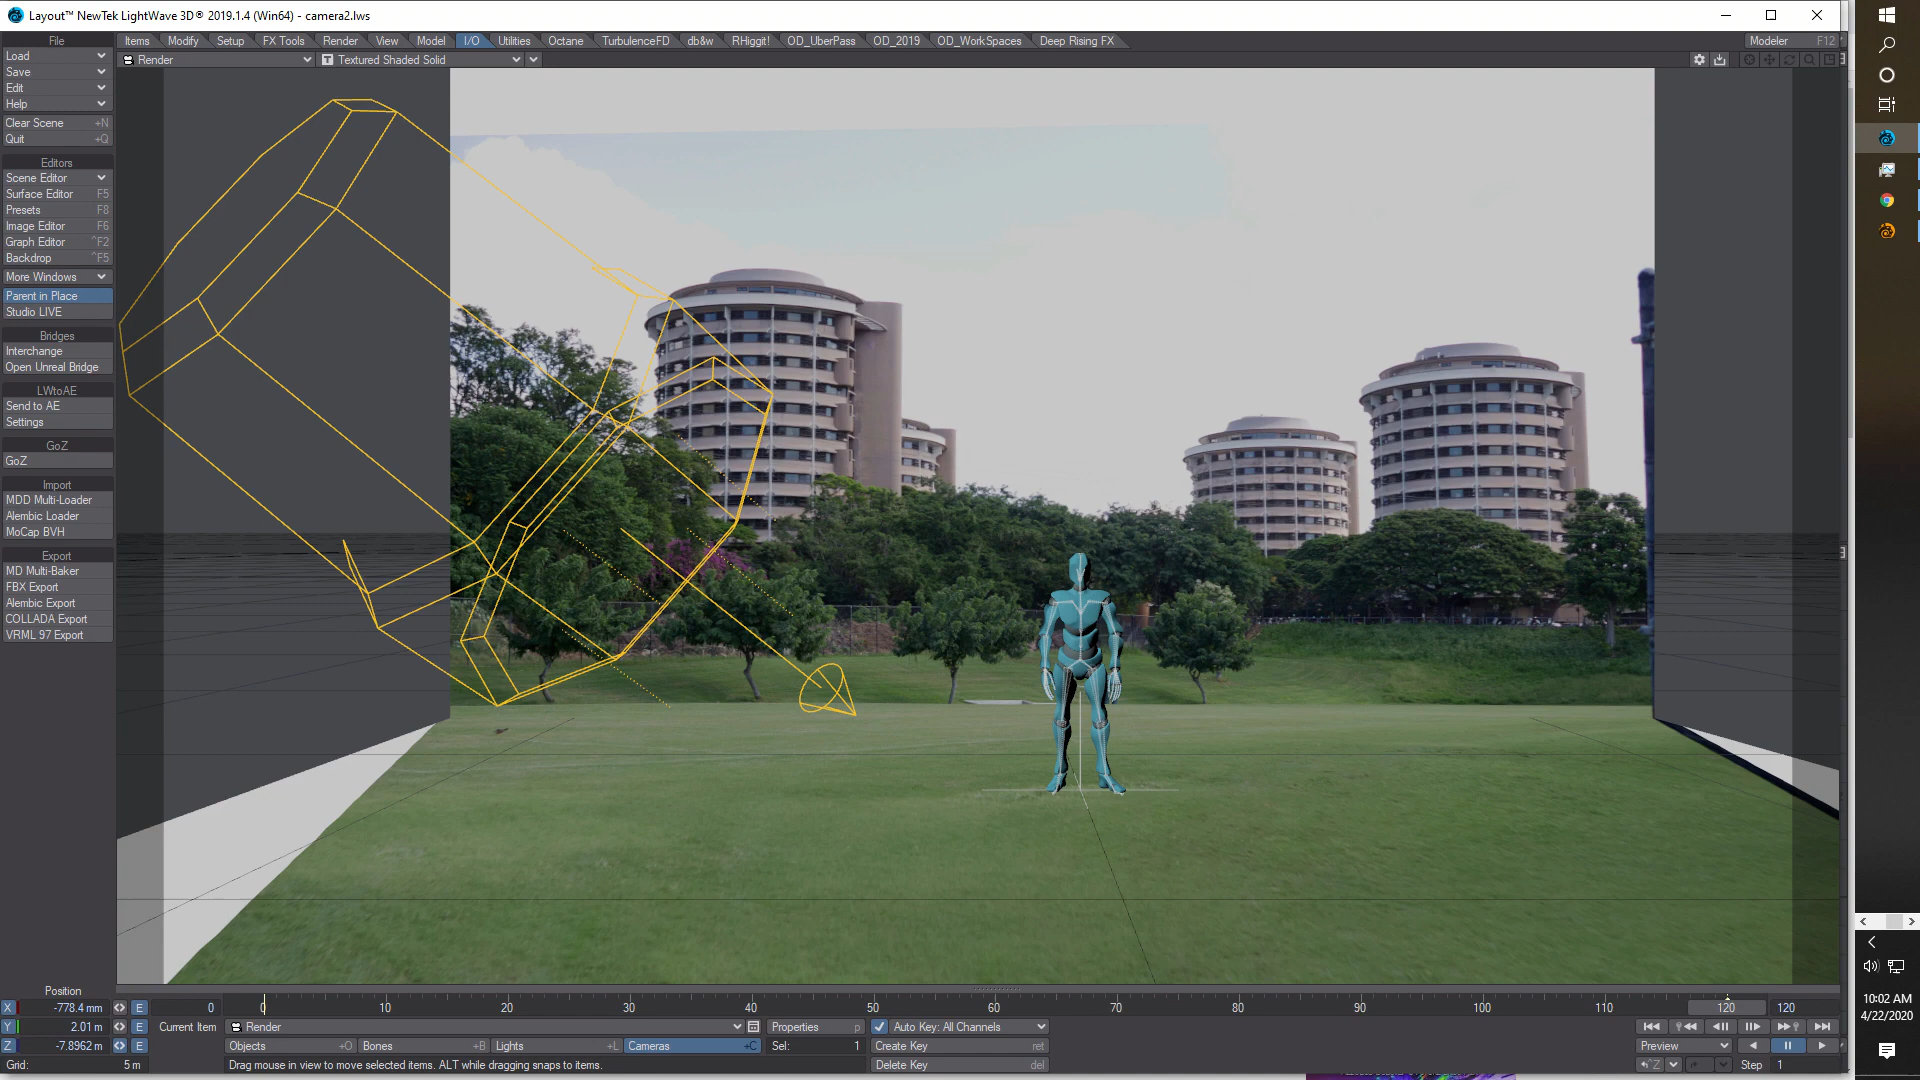 Layout™ NewTek LightWave 3D® 2019.1.4 (Win64) - camera2.lws
File
Items Modify Setup FX Tools Render View Model I/O Utilities Octane TurbulenceFD db&w RHiggit! OD_UberPass OD_2019 OD_WorkSpaces Deep Rising FX Modeler F12
Load
Render T Textured Shaded Solid
Save
Edit
Help
Clear Scene +N
Quit +Q
Editors
Scene Editor
Surface Editor F5
Presets F8
Image Editor F6
Graph Editor ^F2
Backdrop ^F5
More Windows
Parent in Place
Studio LIVE
Bridges
Interchange
Open Unreal Bridge
LWtoAE
Send to AE
Settings
GoZ
GoZ
Import
MDD Multi-Loader
Alembic Loader
MoCap BVH
Export
MD Multi-Baker
FBX Export
Alembic Export
COLLADA Export
VRML 97 Export
Position
X -778.4 mm E 0 0 10 20 30 40 50 60 70 80 90 100 110 120 120
Y 2.01 m E Current Item Render Properties p Auto Key: All Channels
Z -7.8962 m E Objects +O Bones +B Lights +L Cameras +C Sel: 1 Create Key ret Preview
Grid: 5 m Drag mouse in view to move selected items. ALT while dragging snaps to items. Delete Key del Z Step 1
10:02 AM
4/22/2020